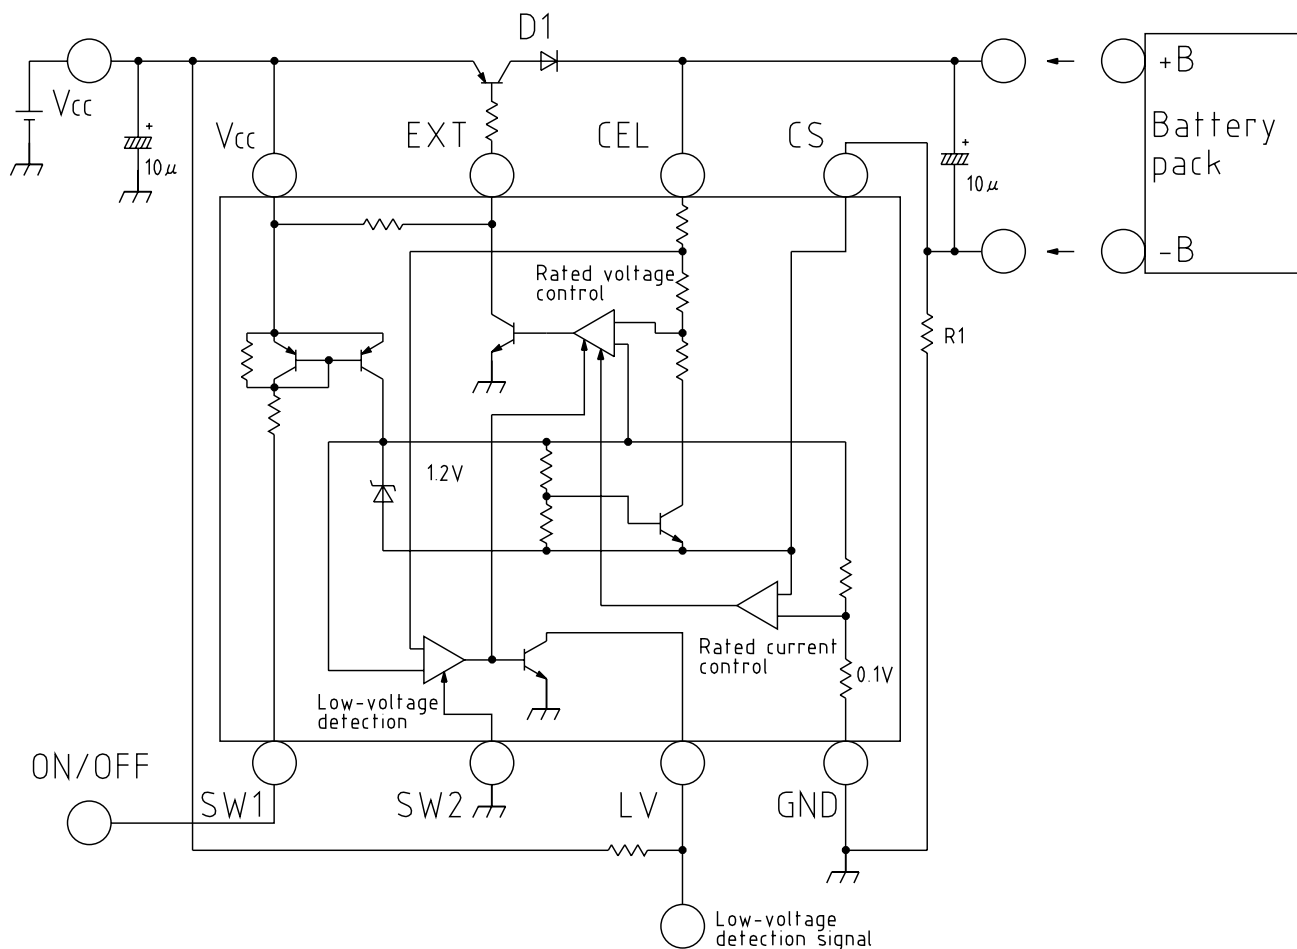 D1
+B
Vcc
+
10μ
Vcc
EXT
CEL
CS
+
10μ
Battery
pack
-B
Rated voltage
control
R1
1.2V
Rated current
control
0.1V
Low-voltage
detection
ON/OFF
SW1
SW2
LV
GND
Low-voltage
detection signal